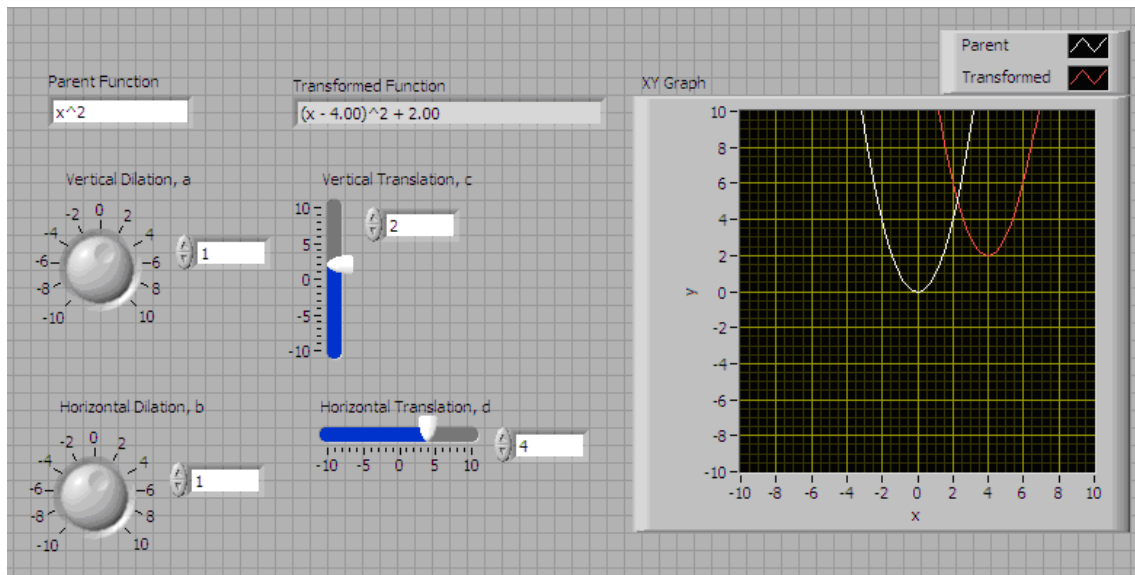 Parent
Transformed
Parent Function
x^2
Transformed Function
(x - 4.00)^2 + 2.00
XY Graph
Vertical Dilation, a
-10 -8 -6 -4 -2 0 2 4 6 8 10
1
Vertical Translation, c
10
5
0
-5
-10
2
Horizontal Dilation, b
-10 -8 -6 -4 -2 0 2 4 6 8 10
1
Horizontal Translation, d
-10 -5 0 5 10
4
y
10
8
6
4
2
0
-2
-4
-6
-8
-10
-10 -8 -6 -4 -2 0 2 4 6 8 10
x